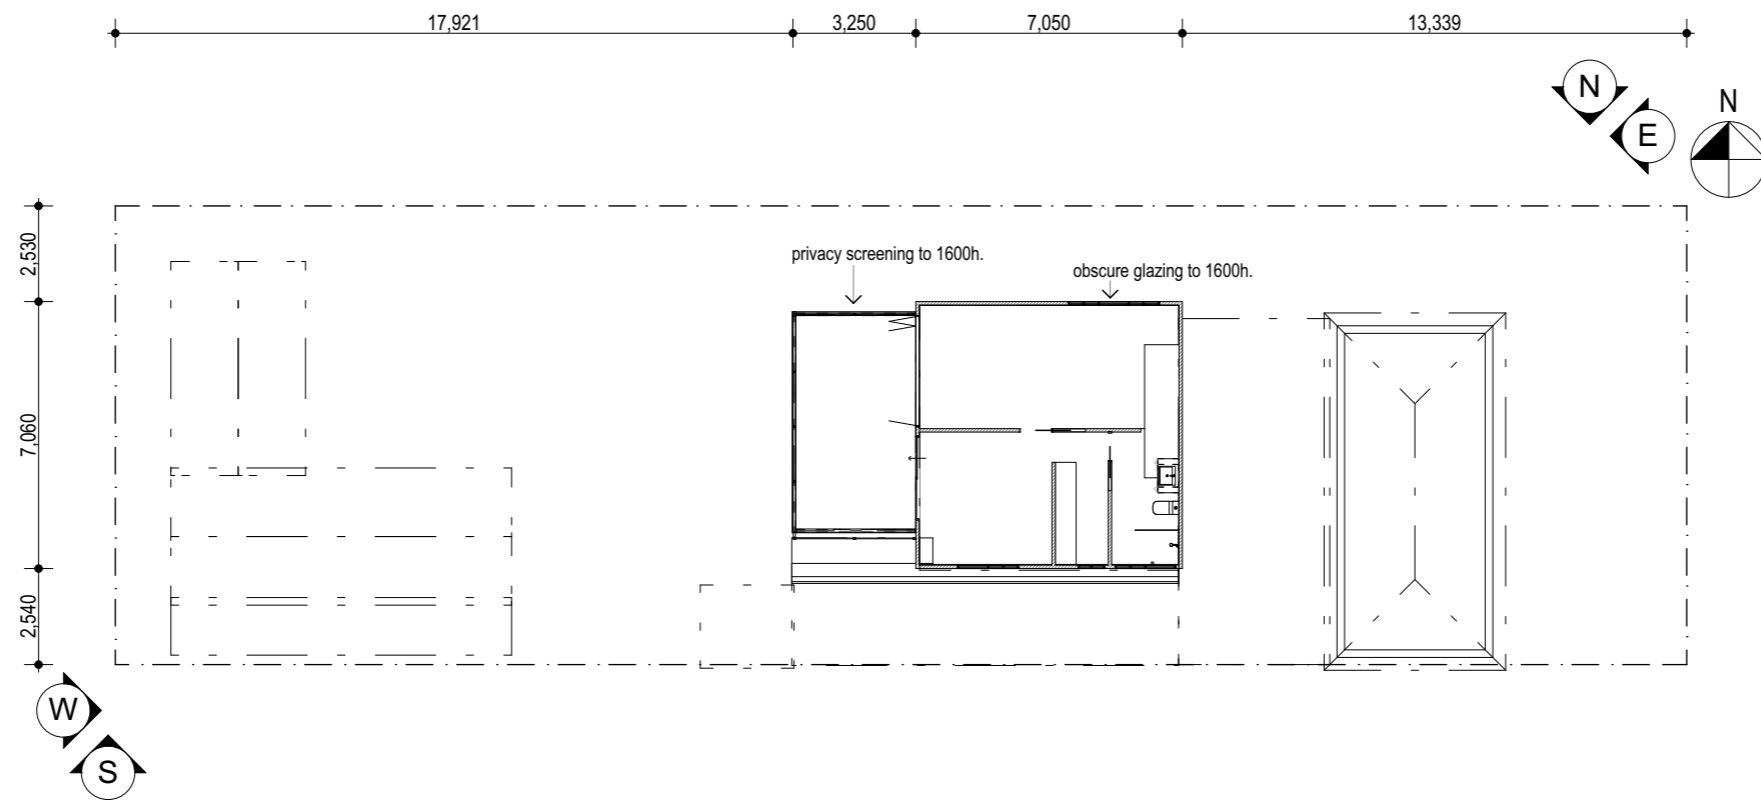 17,921
3,250
7,050
13,339
N
E
N
2,530
privacy screening to 1600h.
obscure glazing to 1600h.
7,060
2,540
W
S